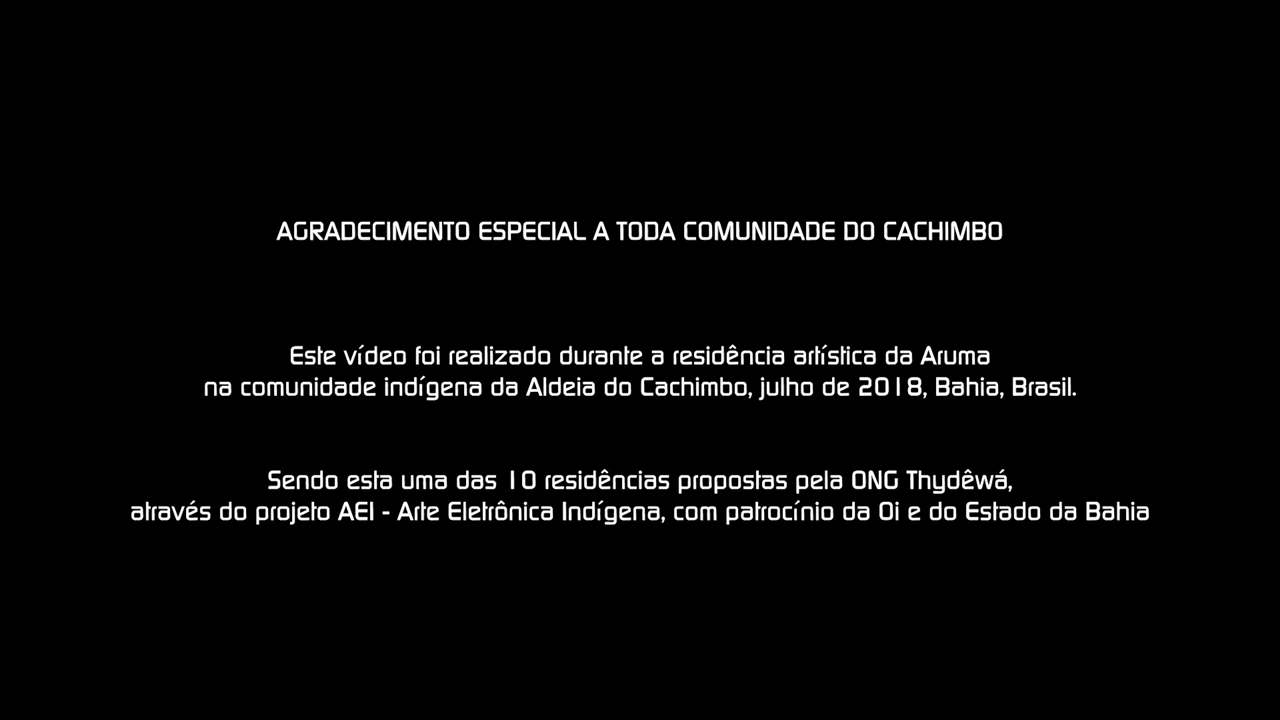 AGRADECIMENTO ESPECIAL A TODA COMUNIDADE DO CACHIMBO
Este vídeo foi realizado durante a residência artística da Aruma
na comunidade indígena da Aldeia do Cachimbo, julho de 2018, Bahia, Brasil.
Sendo esta uma das 10 residências propostas pela ONG Thydêwá,
através do projeto AEI - Arte Eletrônica Indígena, com patrocínio da Oi e do Estado da Bahia